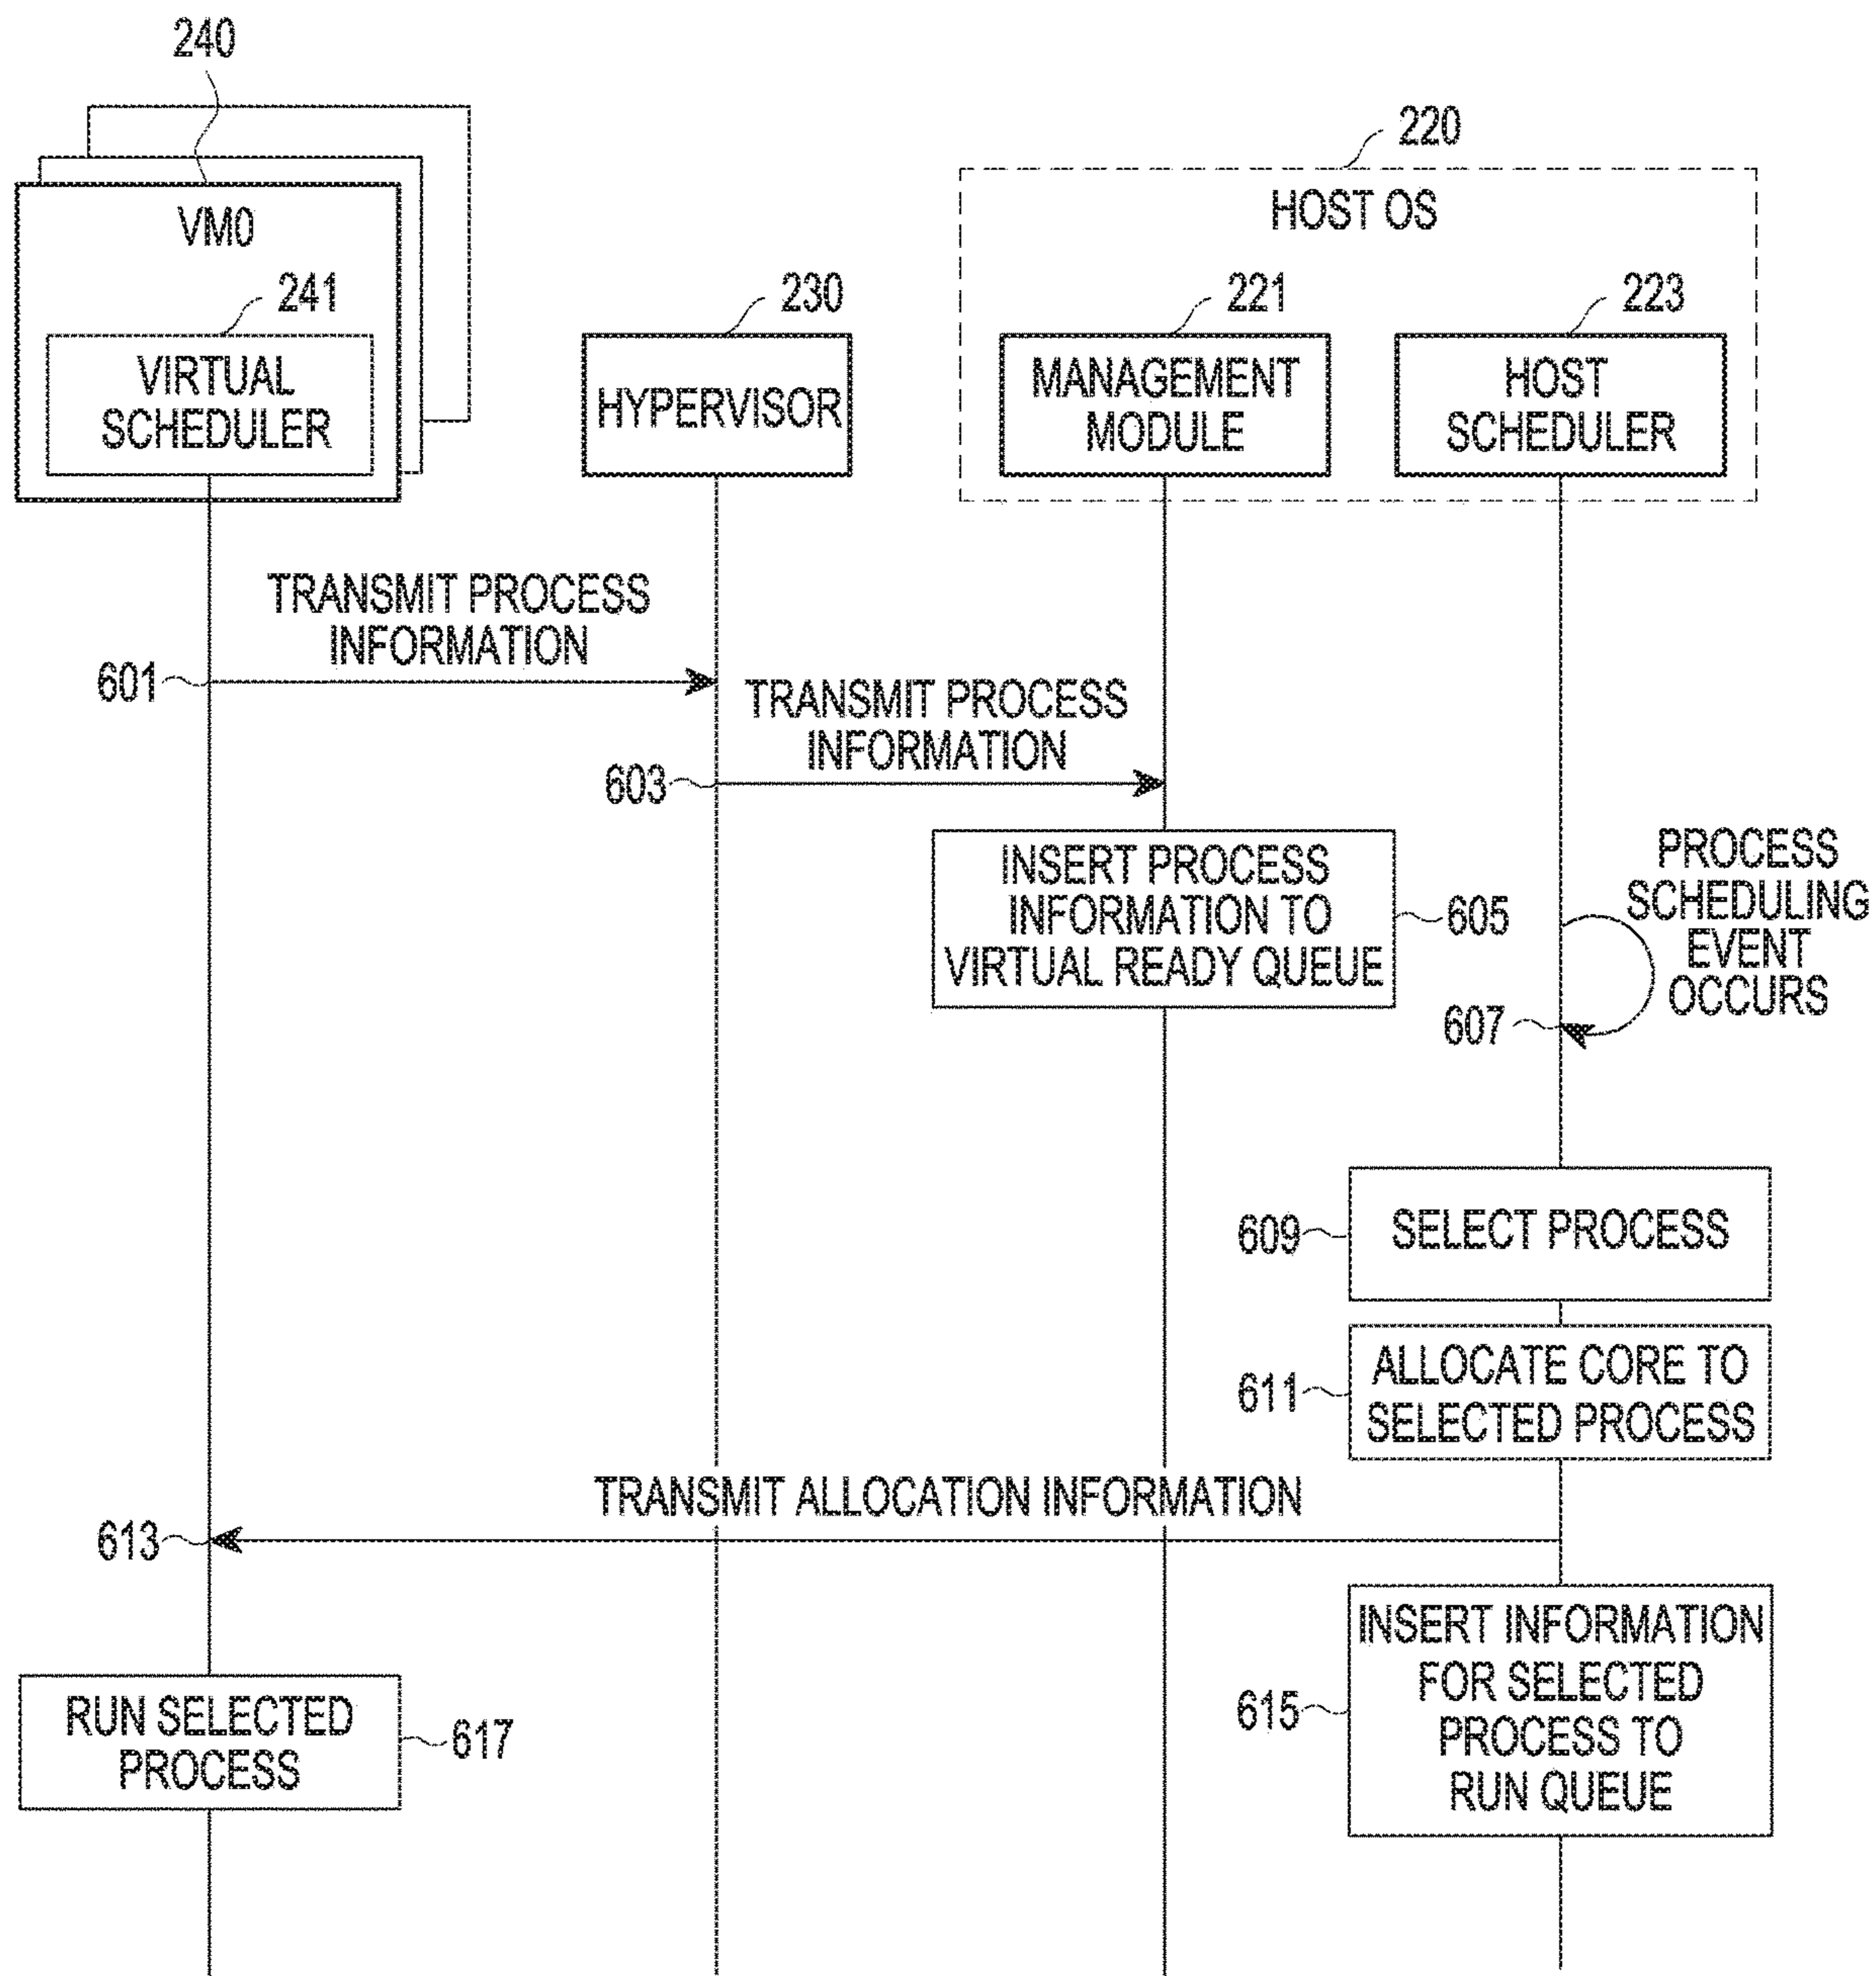 240
220
VM0
HOST OS
241
230
221
223
VIRTUAL
SCHEDULER
HYPERVISOR
MANAGEMENT
MODULE
HOST
SCHEDULER
TRANSMIT PROCESS
INFORMATION
601
TRANSMIT PROCESS
INFORMATION
603
INSERT PROCESS
INFORMATION TO
VIRTUAL READY QUEUE
605
PROCESS
SCHEDULING
EVENT
OCCURS
607
609
SELECT PROCESS
611
ALLOCATE CORE TO
SELECTED PROCESS
TRANSMIT ALLOCATION INFORMATION
613
615
INSERT INFORMATION
FOR SELECTED
PROCESS TO
RUN QUEUE
RUN SELECTED
PROCESS
617